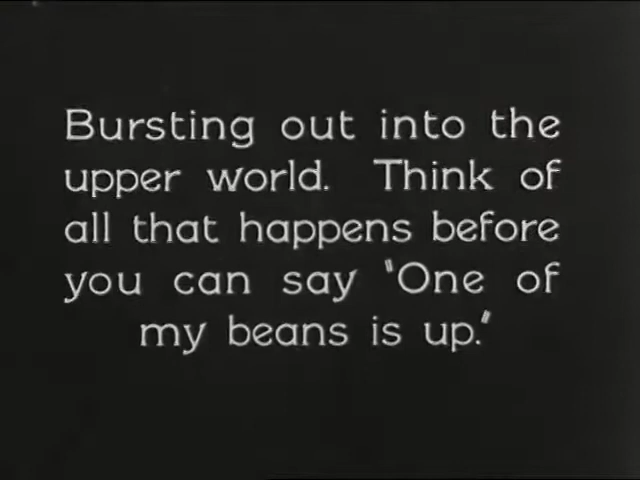 Bursting out into the
upper world. Think of
all that happens before
you can say "One of
my beans is up."